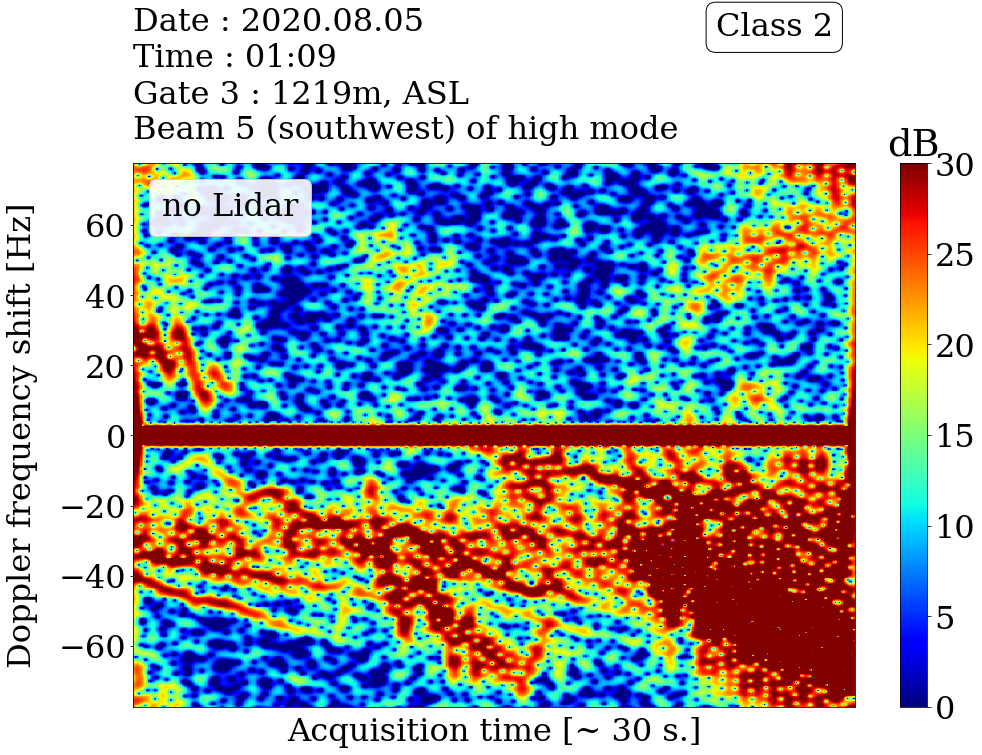 Date : 2020.08.05
Time : 01:09
Gate 3 : 1219m, ASL
Beam 5 (southwest) of high mode
Class 2
dB
no Lidar
Doppler frequency shift [Hz]
60
40
20
0
−20
−40
−60
30
25
20
15
10
5
0
Acquisition time [~ 30 s.]